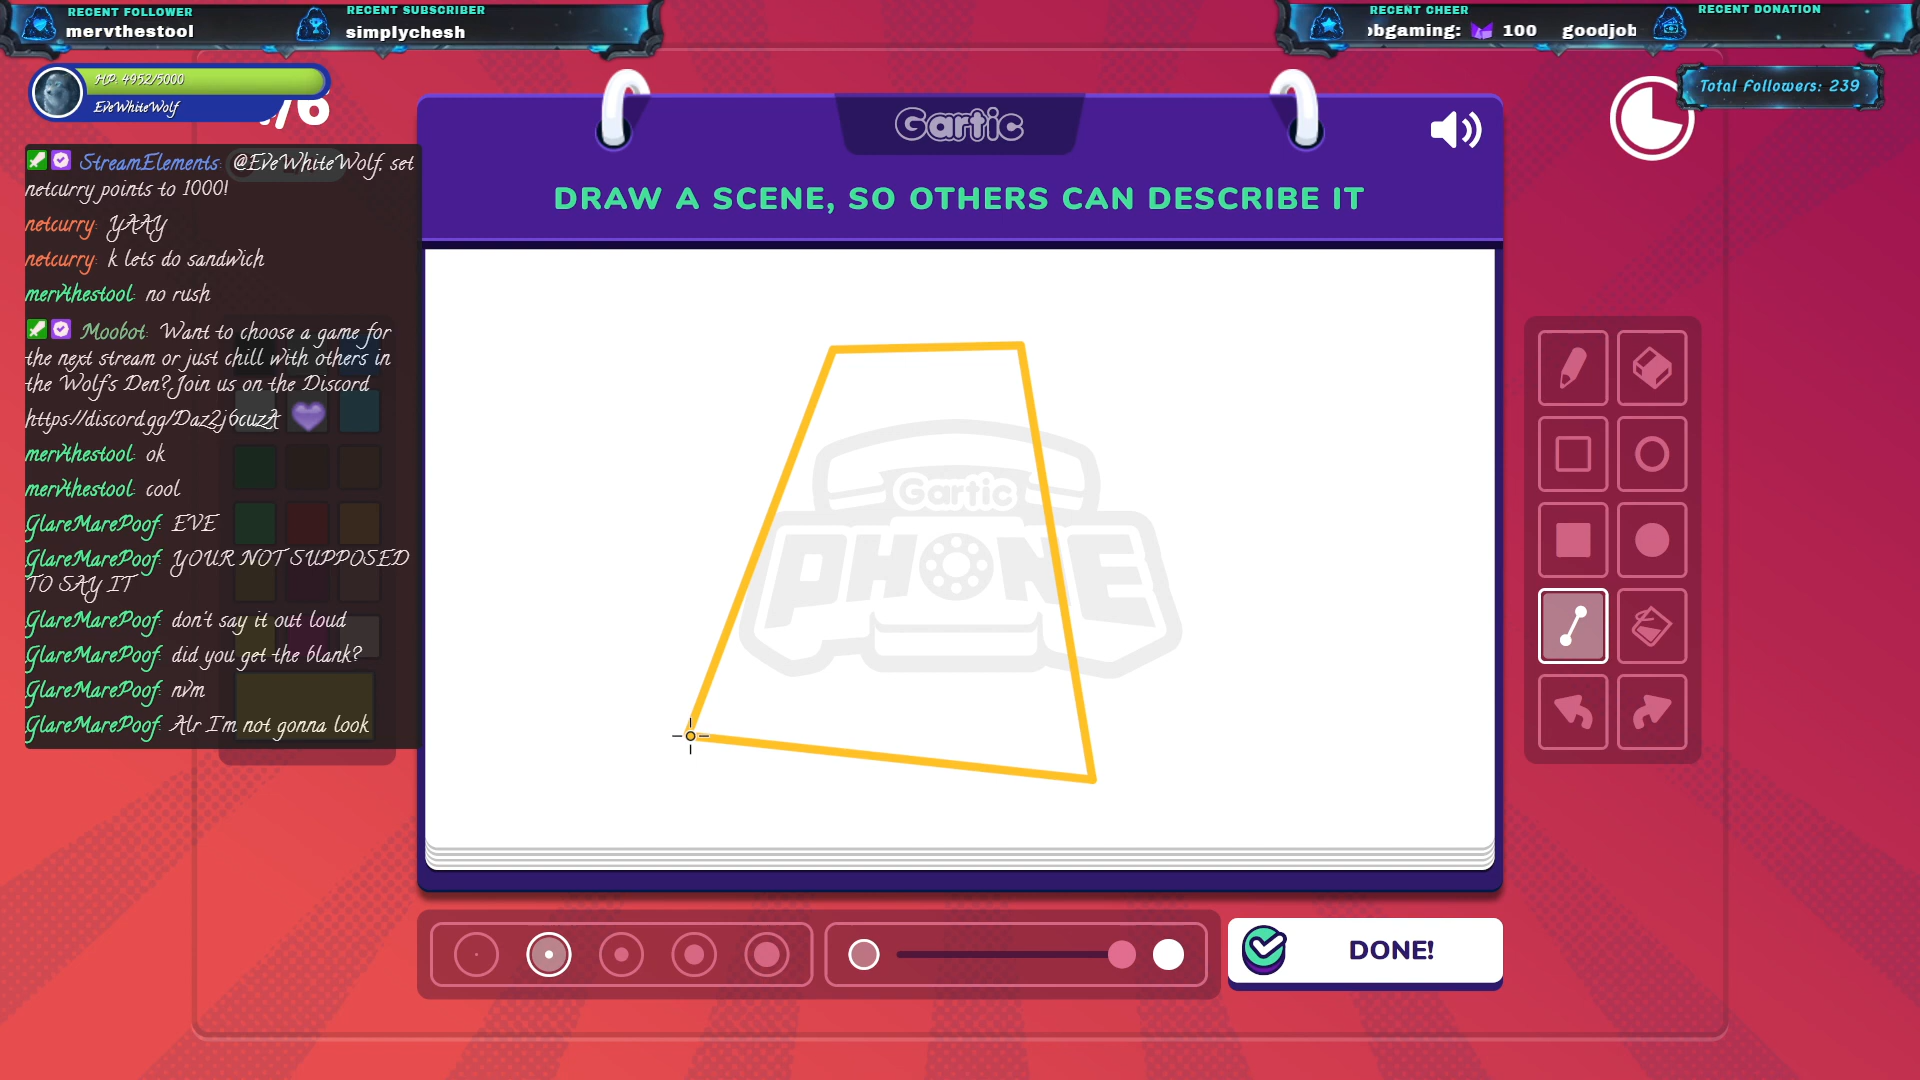 RECENT FOLLOWER
mervthestool
RECENT SUBSCRIBER
simplychesh
RECENT CHEER
obgaming: 100 goodjob
RECENT DONATION
HP: 4952/5000
EveWhiteWolf
/6
Total Followers: 239
Gartic
DRAW A SCENE, SO OTHERS CAN DESCRIBE IT
StreamElements: @EveWhiteWolf, set
netcurry points to 1000!
netcurry: YAAY
netcurry: k lets do sandwich
mervthestool: no rush
Moobot: Want to choose a game for
the next stream or just chill with others in
the Wolfs Den? Join us on the Discord
https://discord.gg/Daz2j6cuzA
mervthestool: ok
mervthestool: cool
GlareMarePoof: EVE
GlareMarePoof: YOUR NOT SUPPOSED
TO SAY IT
GlareMarePoof: don't say it out loud
GlareMarePoof: did you get the blank?
GlareMarePoof: nvm
GlareMarePoof: Alr I'm not gonna look
Gartic
PHONE
DONE!